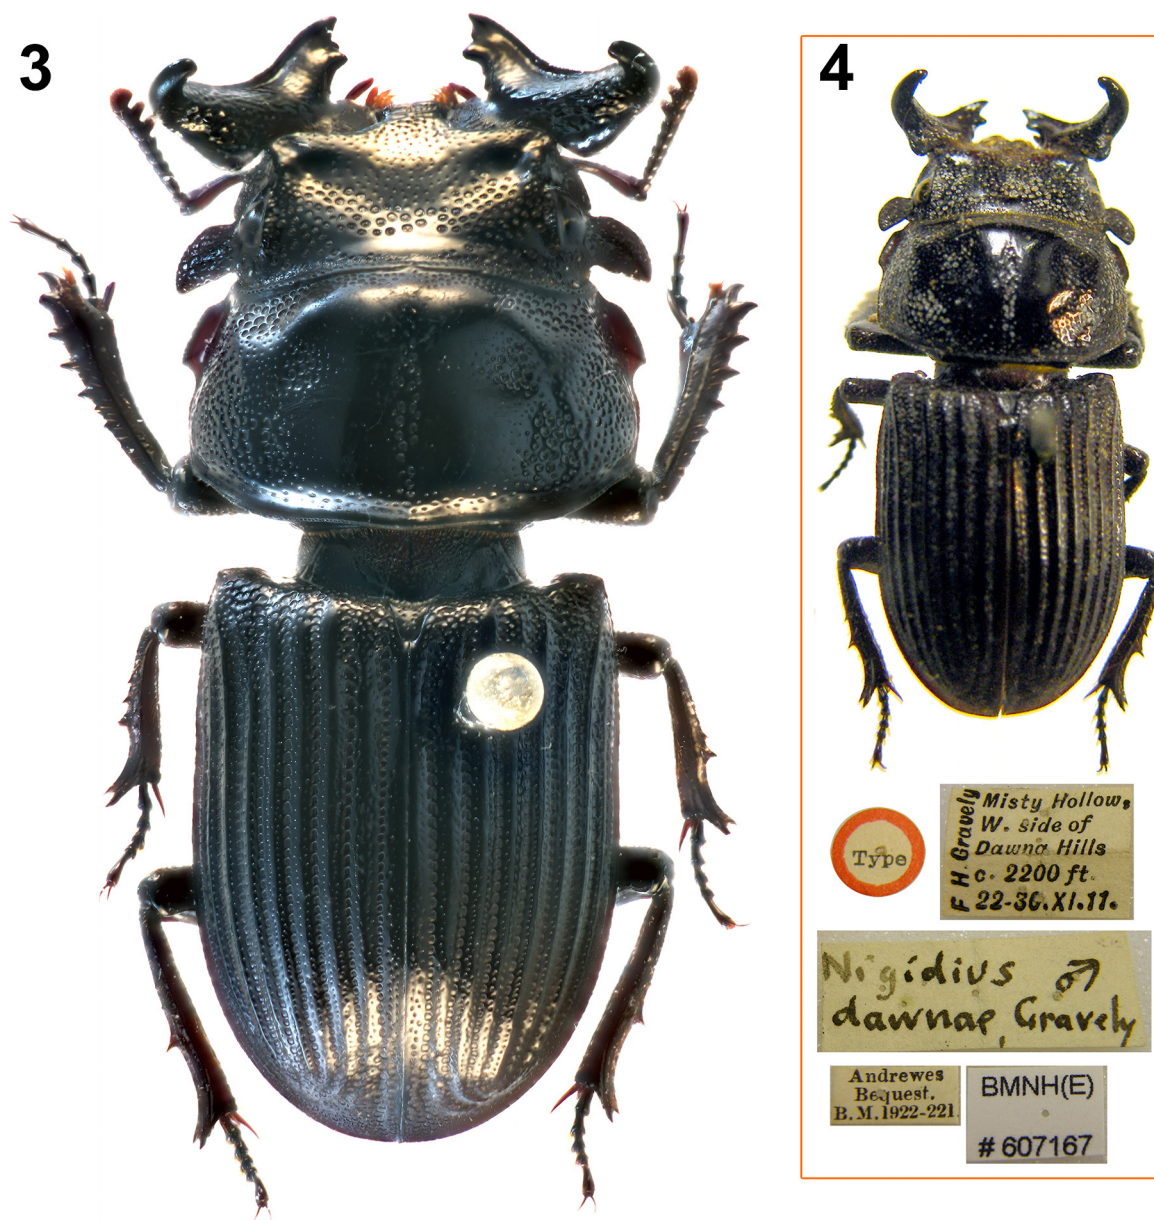 3
4
Type
F H. Gravely
Misty Hollow,
W. side of
Dawna Hills
c. 2200 ft.
22-30.XI.11.
Nigidius ♂
dawnae, Gravely
Andrewes
Bequest.
B.M.1922-221.
BMNH(E)
# 607167